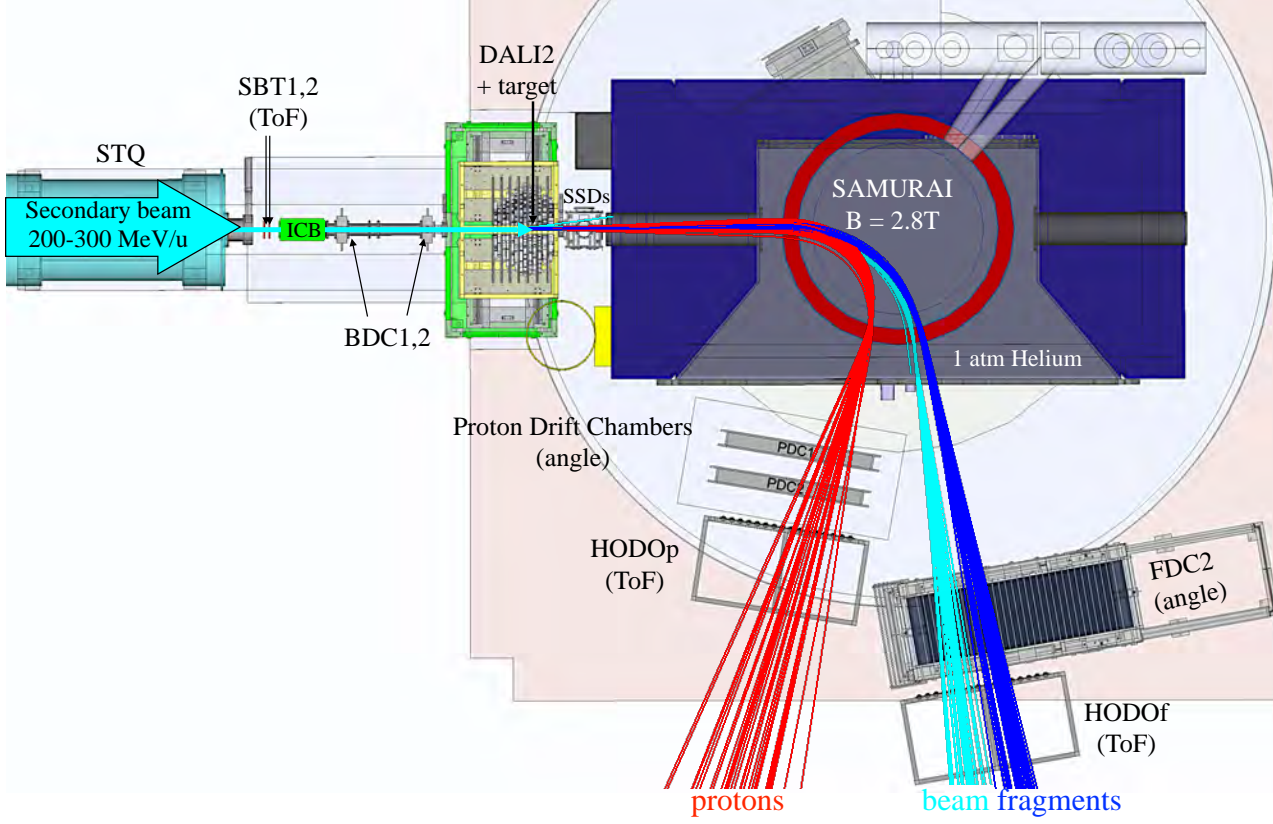 DALI2
+ target
SBT1,2
(ToF)
STQ
SSDs
Secondary beam
200-300 MeV/u
ICB
SAMURAI
B = 2.8T
BDC1,2
1 atm Helium
Proton Drift Chambers
(angle)
PDC1
PDC2
HODOp
(ToF)
FDC2
(angle)
HODOf
(ToF)
protons
beam fragments